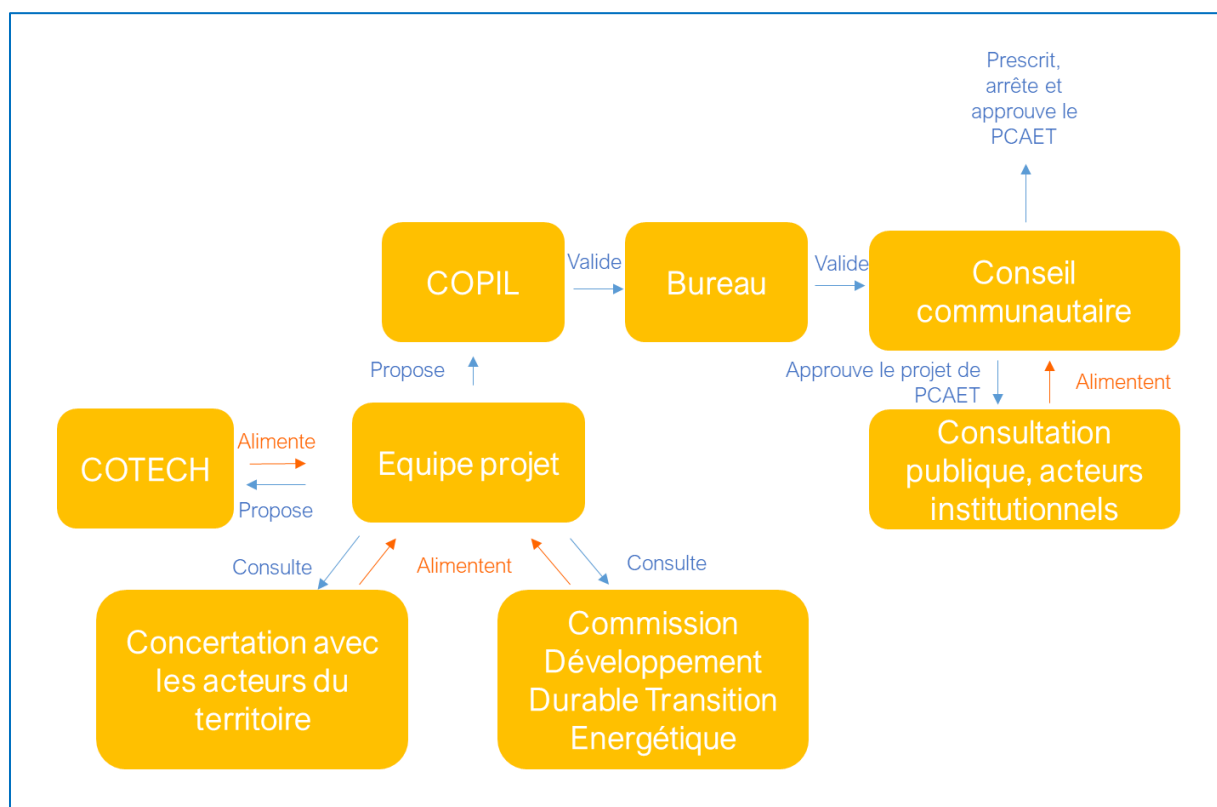 Prescrit,
arrête et
approuve le
PCAET
COPIL
Valide
Bureau
Valide
Conseil
communautaire
Propose
Approuve le projet de
PCAET
Alimentent
COTECH
Alimente
Propose
Equipe projet
Consultation
publique, acteurs
institutionnels
Consulte
Alimentent
Consulte
Concertation avec
les acteurs du
territoire
Commission
Développement
Durable Transition
Energétique